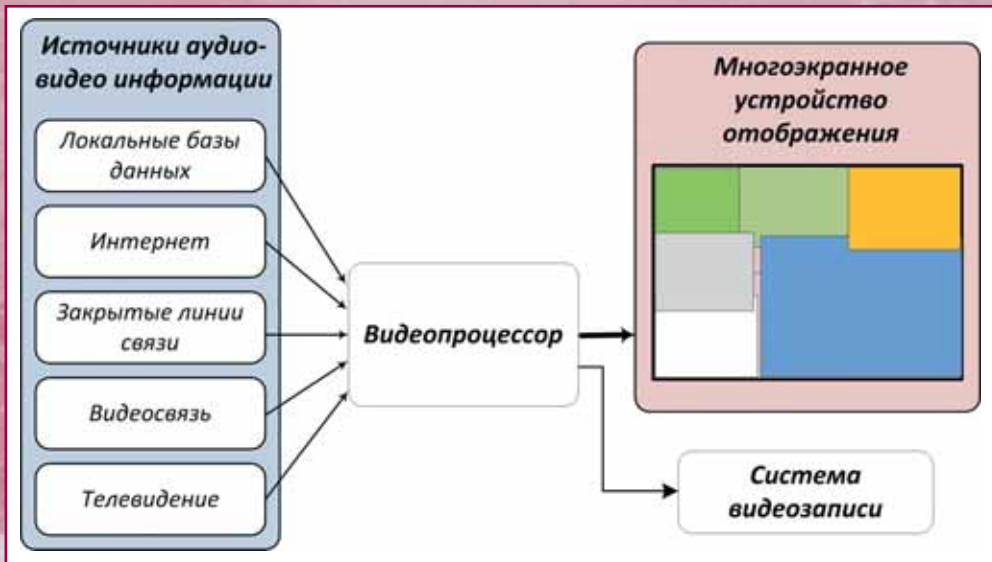 Источники аудио-
видео информации
Локальные базы
данных
Интернет
Закрытые линии
связи
Видеосвязь
Телевидение
Видеопроцессор
Многоэкранное
устройство
отображения
Система
видеозаписи